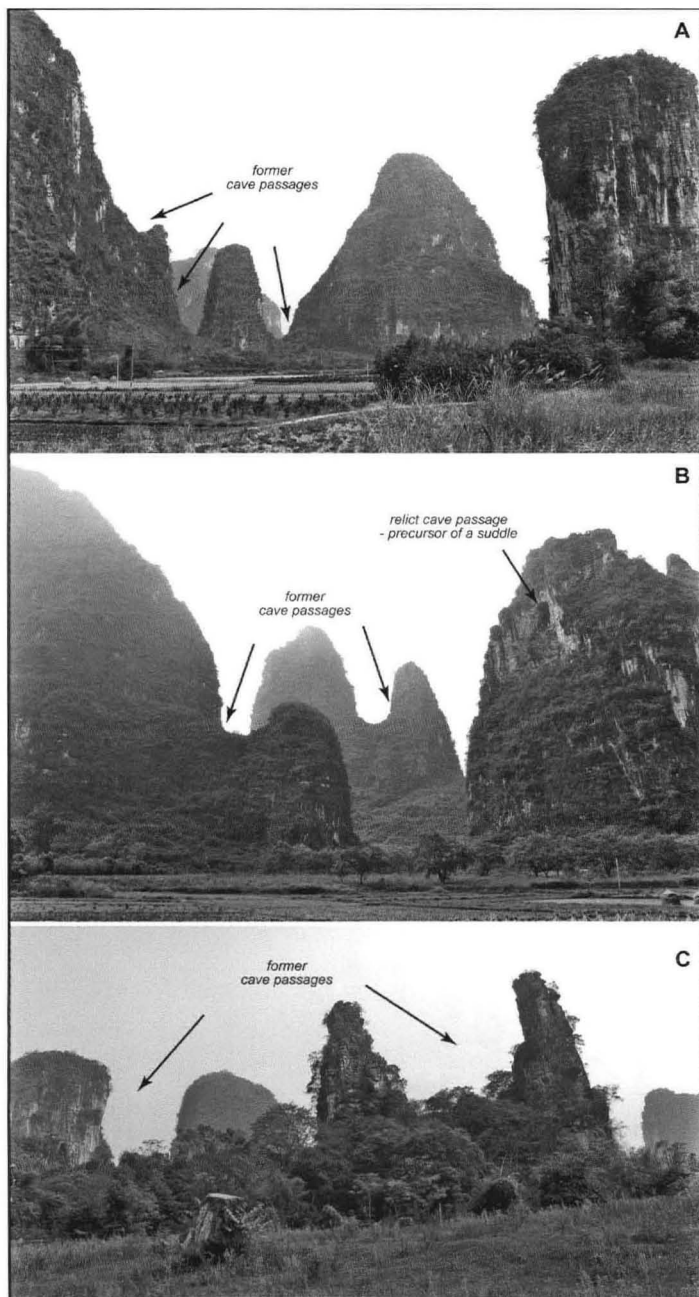 A
former
cave passages
B
relict cave passage
- precursor of a suddle
former
cave passages
C
former
cave passages